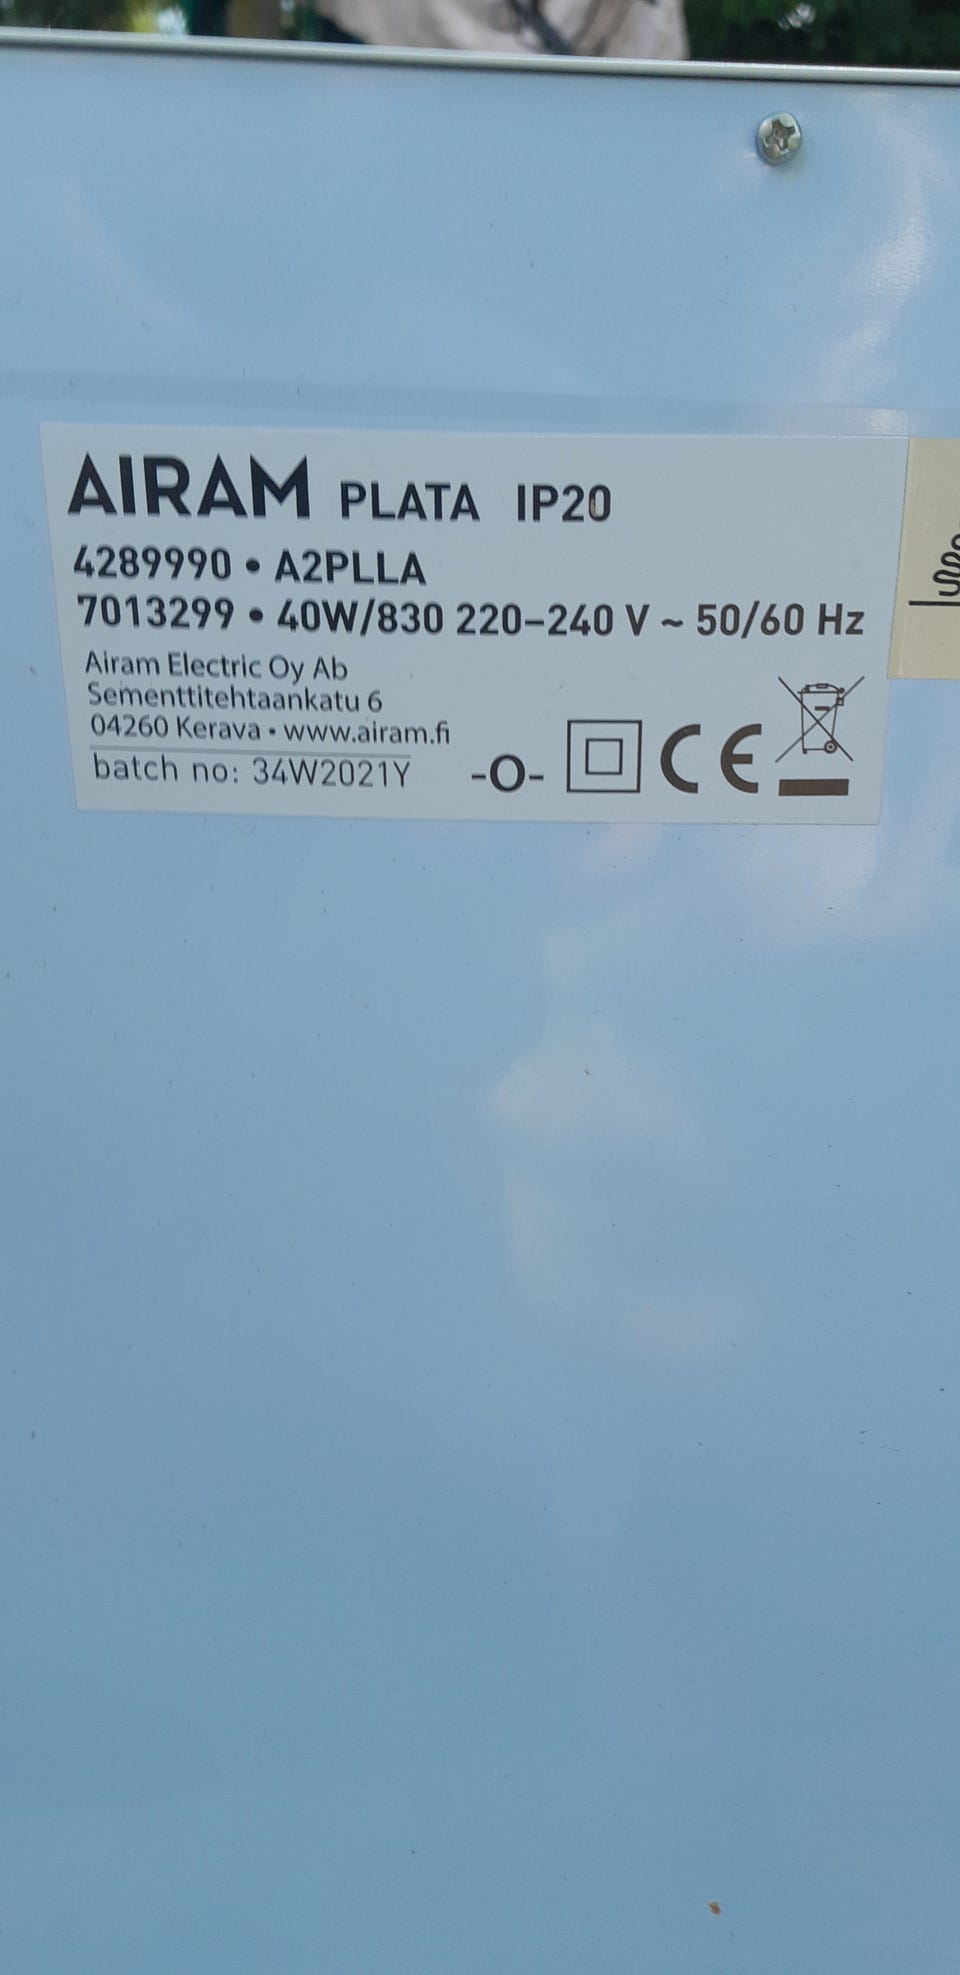 AIRAM PLATA IP20
4289990 • A2PLLA
7013299 • 40W/830 220-240 V ~ 50/60 Hz
Airam Electric Oy Ab
Sementtitehtaankatu 6
04260 Kerava • www.airam.fi
batch no: 34W2021Y -O- CE